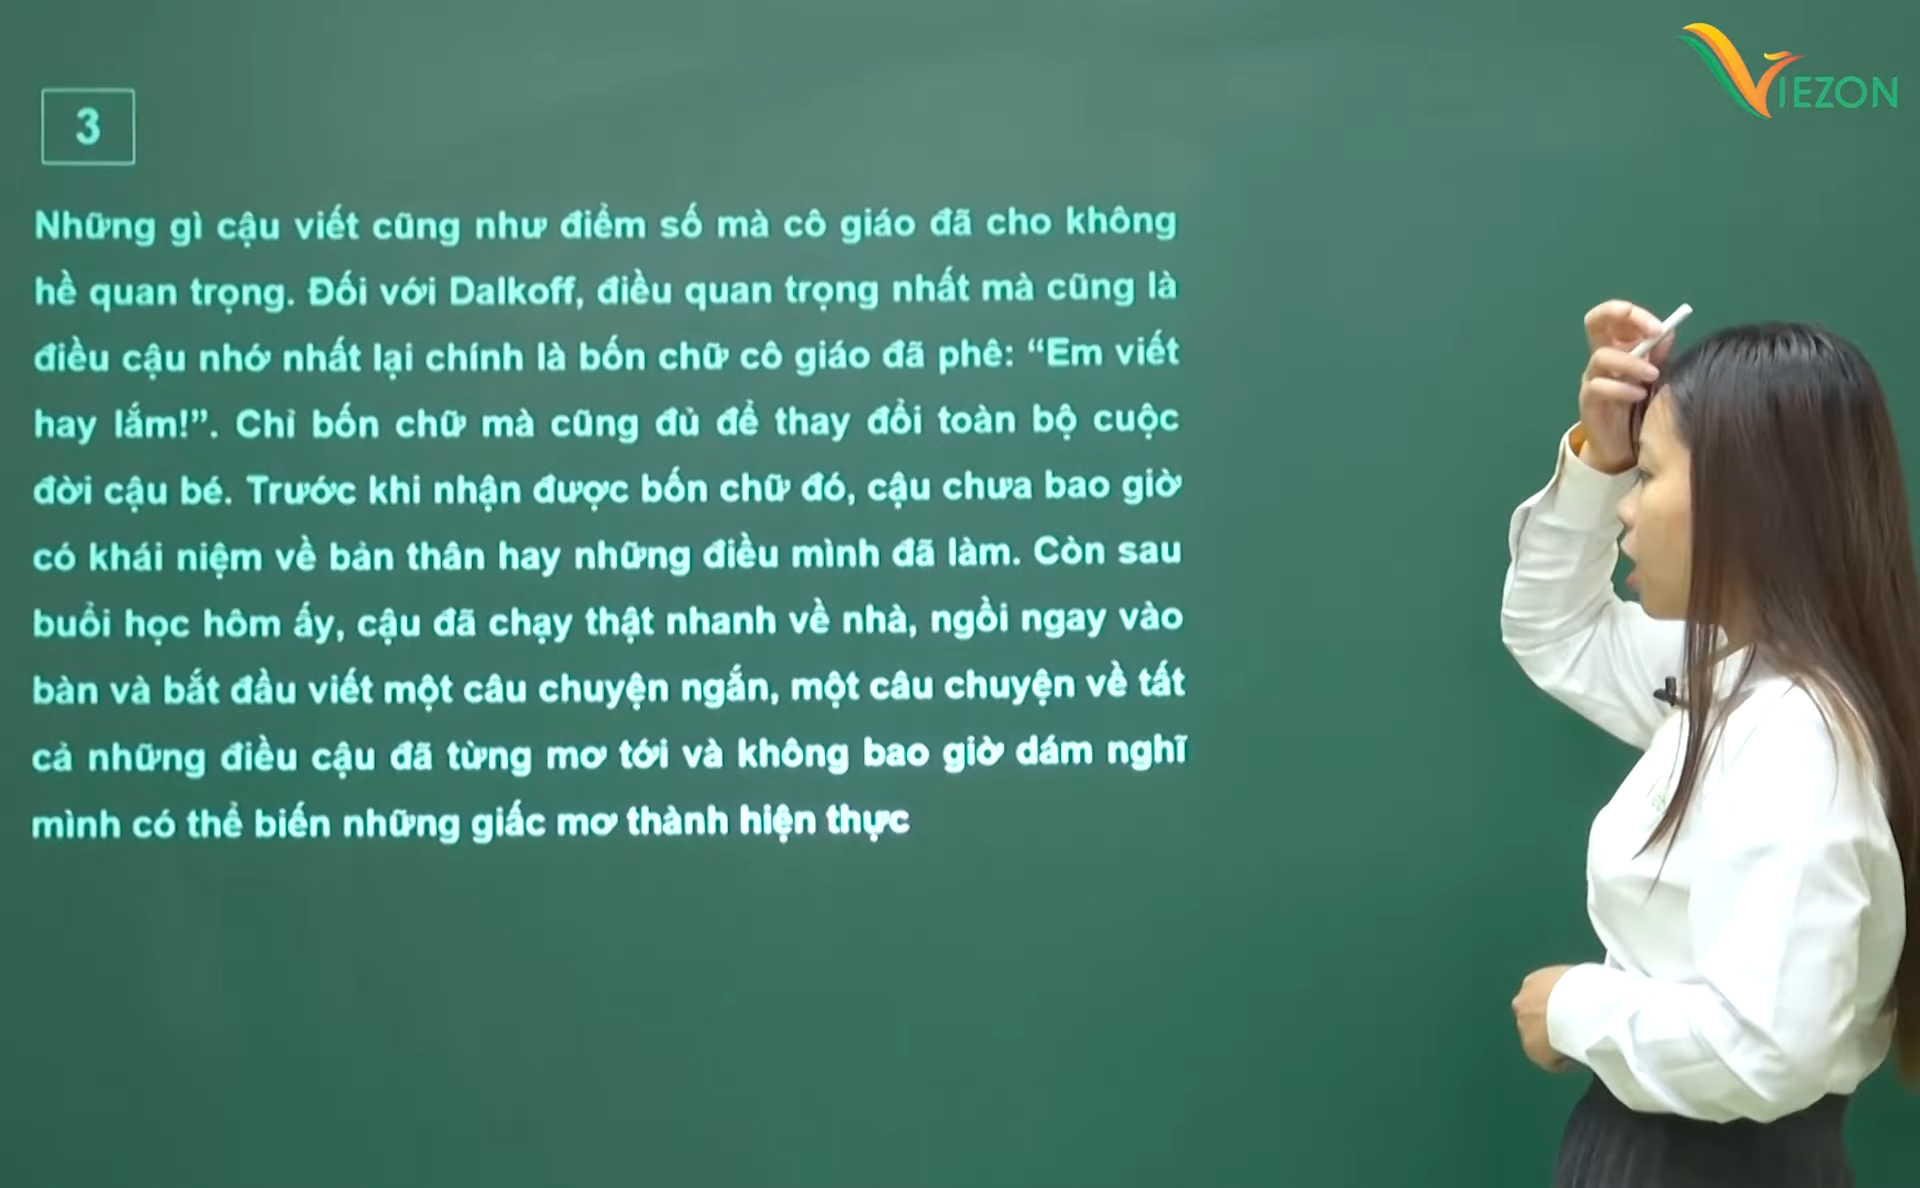 VIEZON
3
Những gì cậu viết cũng như điểm số mà cô giáo đã cho không
hề quan trọng. Đối với Dalkoff, điều quan trọng nhất mà cũng là
điều cậu nhớ nhất lại chính là bốn chữ cô giáo đã phê: “Em viết
hay lắm!”. Chỉ bốn chữ mà cũng đủ để thay đổi toàn bộ cuộc
đời cậu bé. Trước khi nhận được bốn chữ đó, cậu chưa bao giờ
có khái niệm về bản thân hay những điều mình đã làm. Còn sau
buổi học hôm ấy, cậu đã chạy thật nhanh về nhà, ngồi ngay vào
bàn và bắt đầu viết một câu chuyện ngắn, một câu chuyện về tất
cả những điều cậu đã từng mơ tới và không bao giờ dám nghĩ
mình có thể biến những giấc mơ thành hiện thực